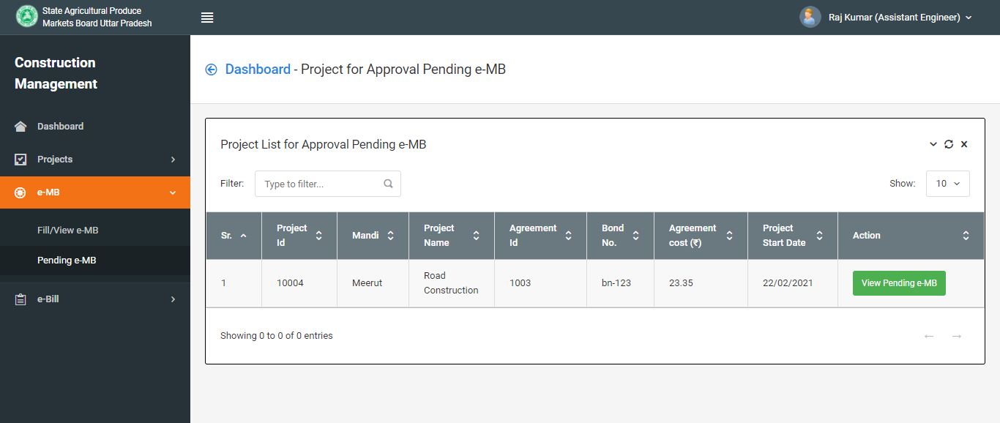 State Agricultural Produce
Markets Board Uttar Pradesh
Raj Kumar (Assistant Engineer)
Construction
Management
Dashboard
Projects
e-MB
Fill/View e-MB
Pending e-MB
e-Bill
Dashboard - Project for Approval Pending e-MB
Project List for Approval Pending e-MB
Filter: Type to filter... Show: 10
Sr. Project Id Mandi Project Name Agreement Id Bond No. Agreement cost (₹) Project Start Date Action
1 10004 Meerut Road Construction 1003 bn-123 23.35 22/02/2021 View Pending e-MB
Showing 0 to 0 of 0 entries ← →